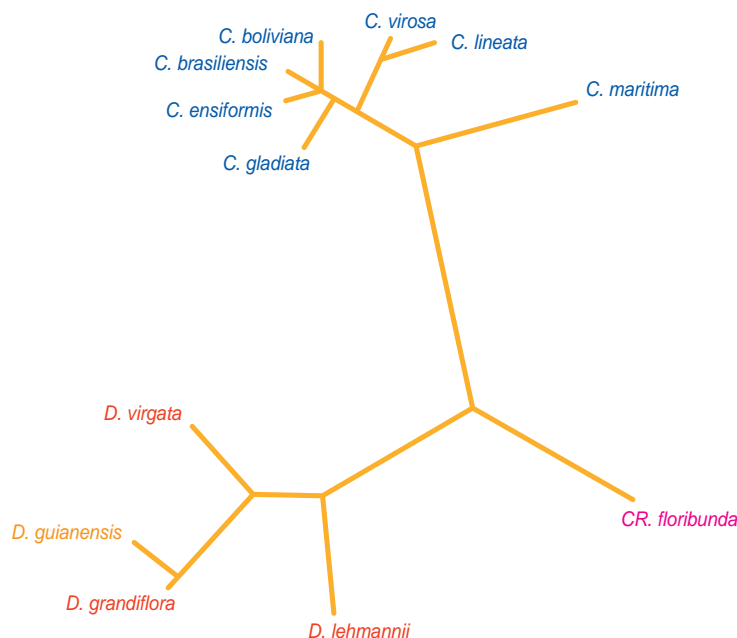 C. virosa
C. boliviana
C. lineata
C. brasiliensis
C. maritima
C. ensiformis
C. gladiata
D. virgata
CR. floribunda
D. guianensis
D. grandiflora
D. lehmannii